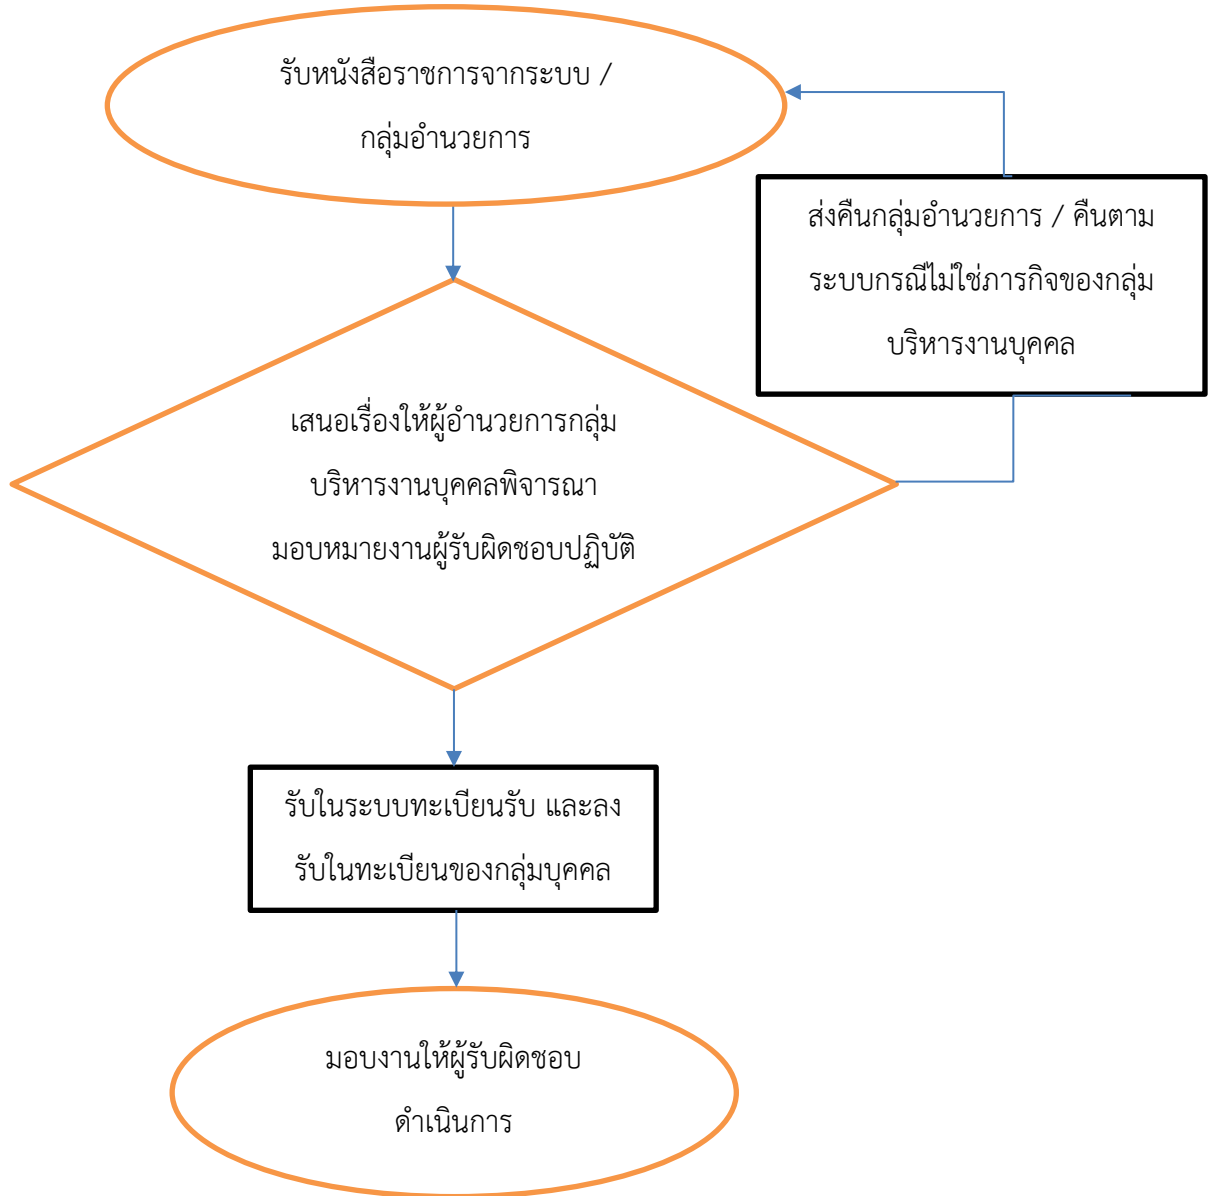 รับหนังสือราชการจากระบบ /
กลุ่มอำนวยการ
ส่งคืนกลุ่มอำนวยการ / คืนตาม
ระบบกรณีไม่ใช่ภารกิจของกลุ่ม
บริหารงานบุคคล
เสนอเรื่องให้ผู้อำนวยการกลุ่ม
บริหารงานบุคคลพิจารณา
มอบหมายงานผู้รับผิดชอบปฏิบัติ
รับในระบบทะเบียนรับ และลง
รับในทะเบียนของกลุ่มบุคคล
มอบงานให้ผู้รับผิดชอบ
ดำเนินการ